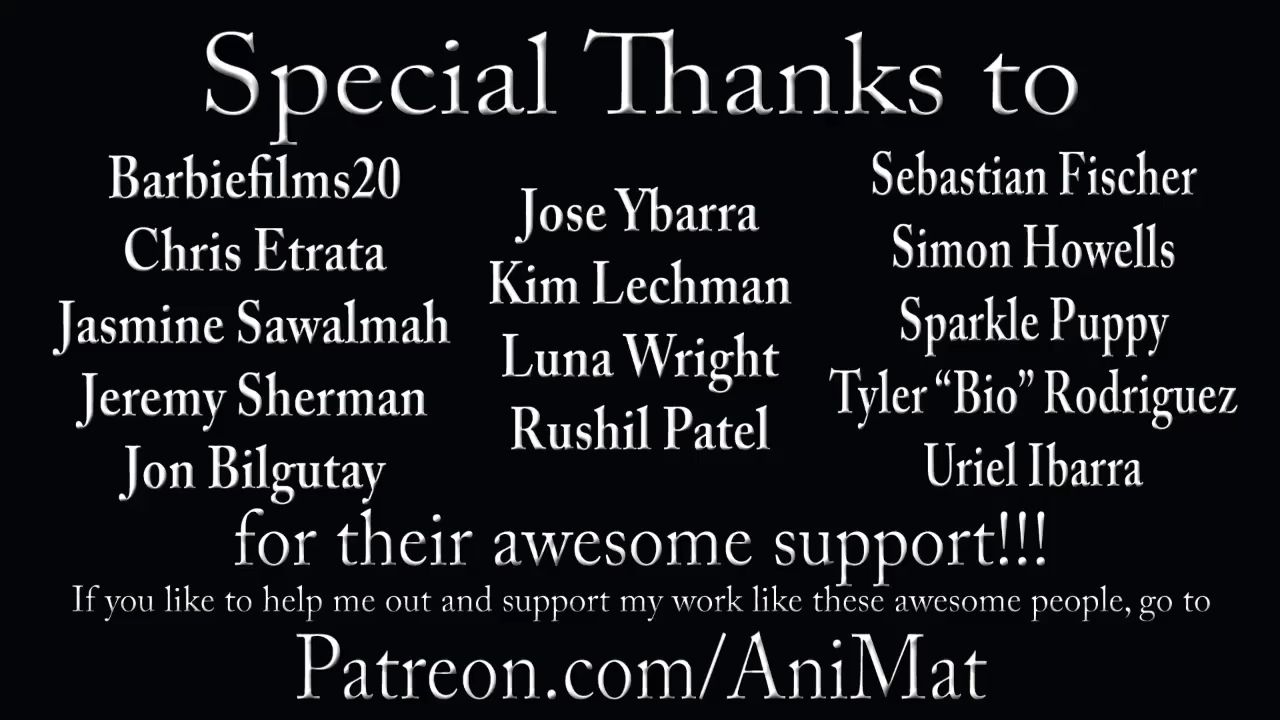 Special Thanks to
Barbiefilms20
Chris Etrata
Jasmine Sawalmah
Jeremy Sherman
Jon Bilgutay
Jose Ybarra
Kim Lechman
Luna Wright
Rushil Patel
Sebastian Fischer
Simon Howells
Sparkle Puppy
Tyler “Bio” Rodriguez
Uriel Ibarra
for their awesome support!!!
If you like to help me out and support my work like these awesome people, go to
Patreon.com/AniMat